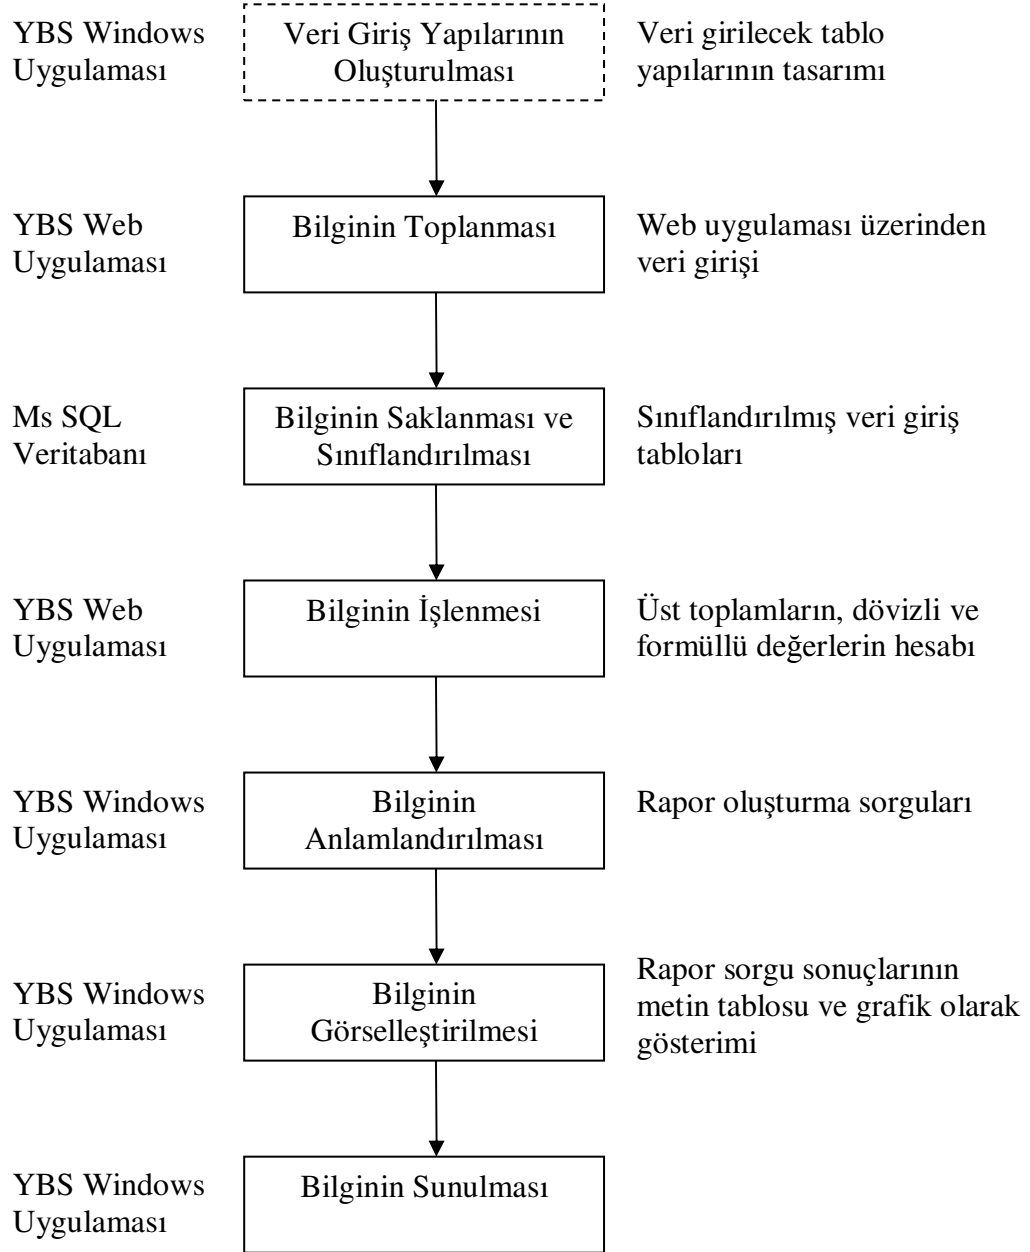 YBS Windows
Uygulaması
Veri Giriş Yapılarının
Oluşturulması
Veri girilecek tablo
yapılarının tasarımı
YBS Web
Uygulaması
Bilginin Toplanması
Web uygulaması üzerinden
veri girişi
Ms SQL
Veritabanı
Bilginin Saklanması ve
Sınıflandırılması
Sınıflandırılmış veri giriş
tabloları
YBS Web
Uygulaması
Bilginin İşlenmesi
Üst toplamların, dövizli ve
formüllü değerlerin hesabı
YBS Windows
Uygulaması
Bilginin
Anlamlandırılması
Rapor oluşturma sorguları
YBS Windows
Uygulaması
Bilginin
Görselleştirilmesi
Rapor sorgu sonuçlarının
metin tablosu ve grafik olarak
gösterimi
YBS Windows
Uygulaması
Bilginin Sunulması